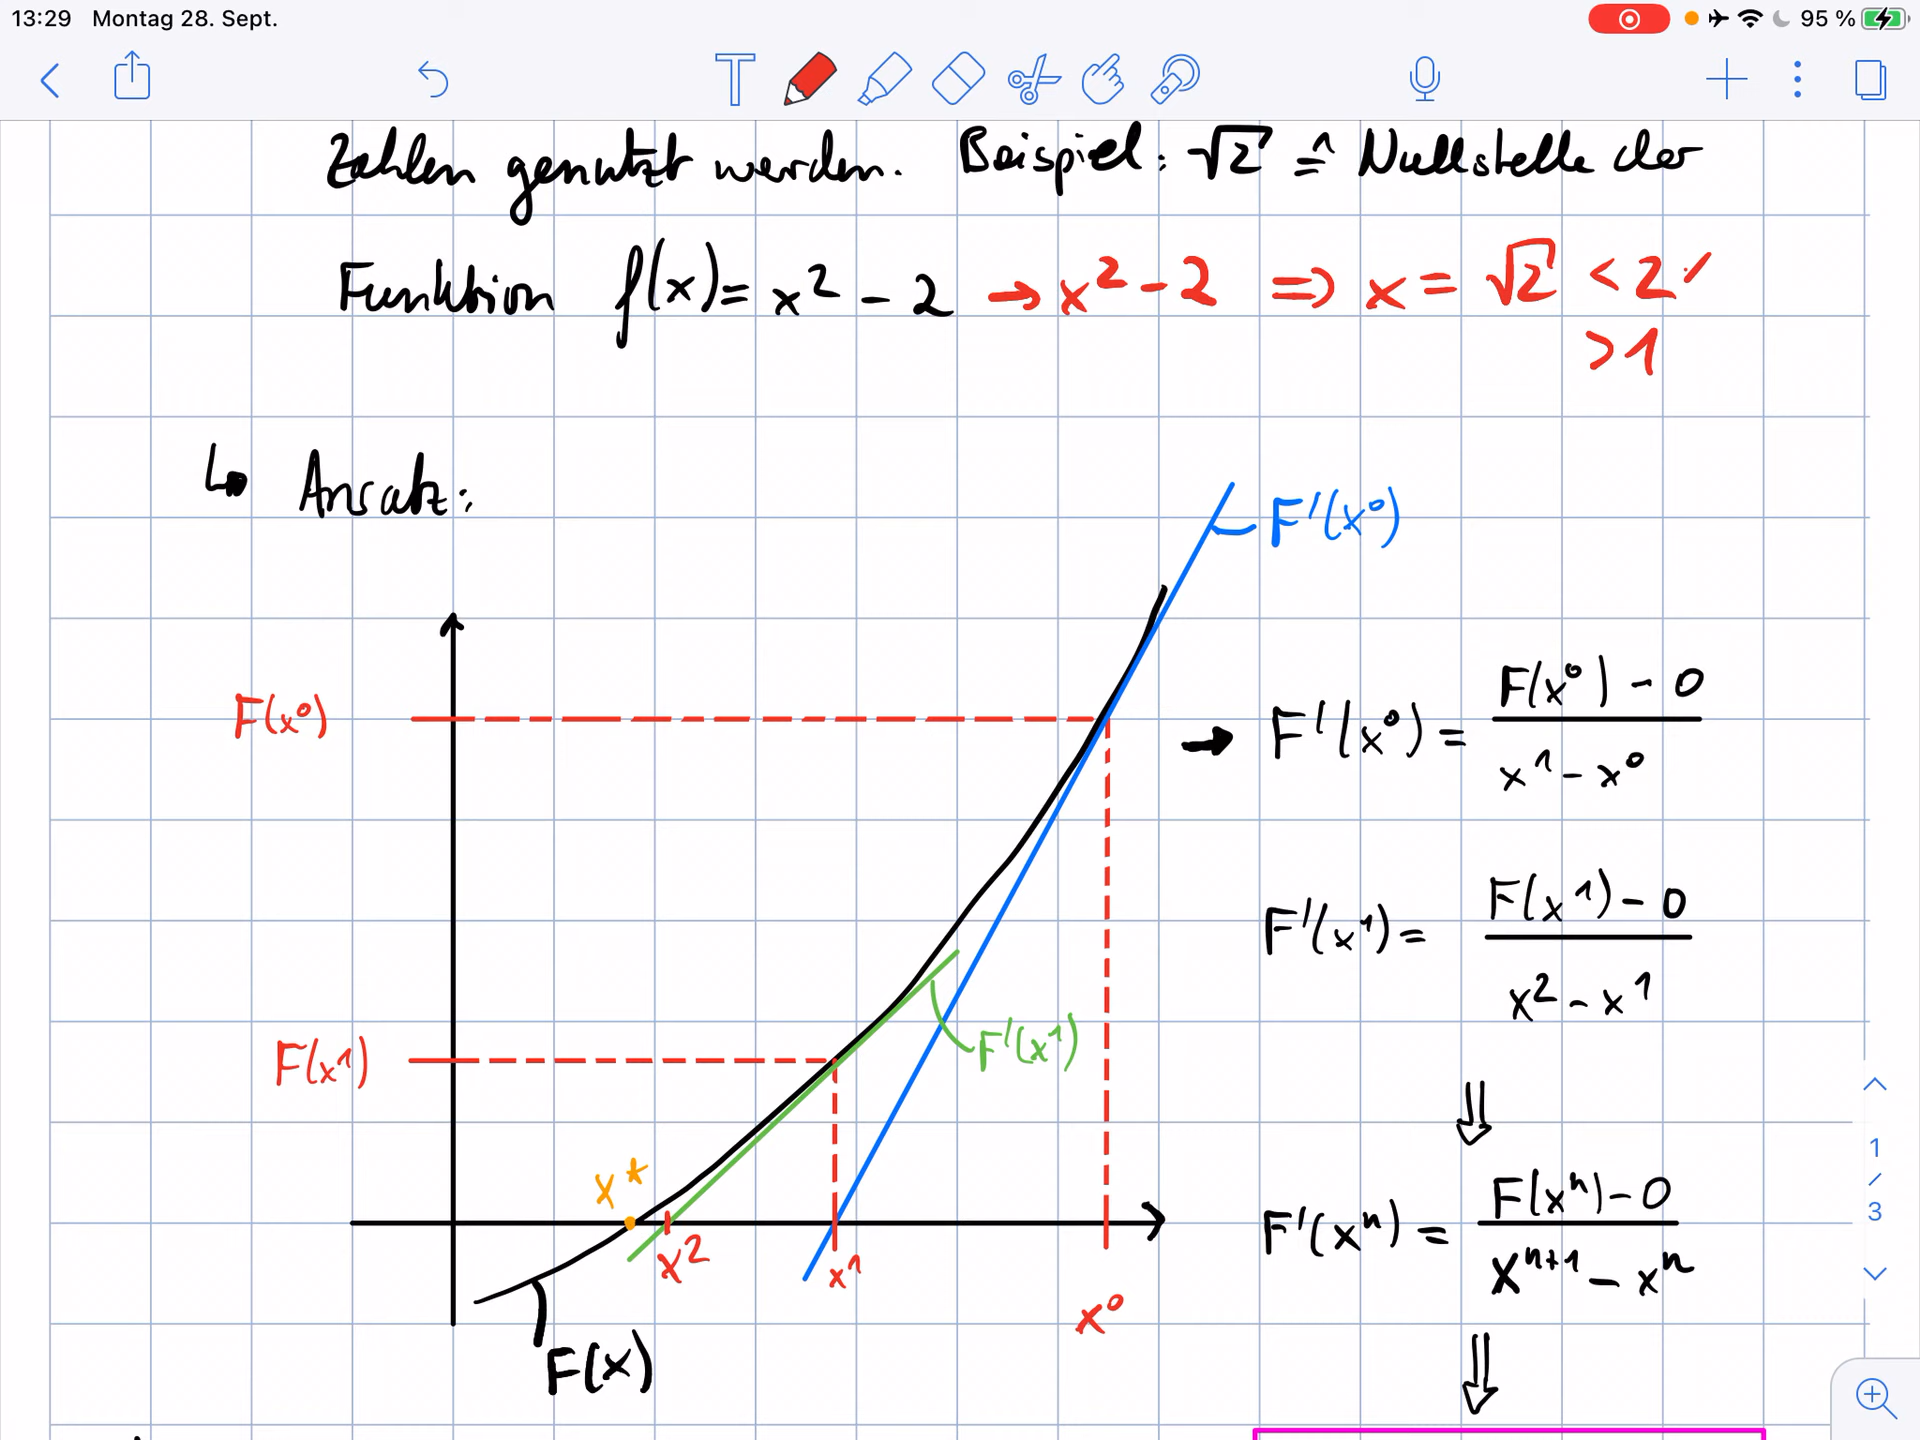 13:29 Montag 28. Sept. 95 %
Zahlen genutzt werden. Beispiel: √2 ≙ Nullstelle der
Funktion f(x) = x² - 2 → x² - 2 ⇒ x = √2 < 2 ✓
> 1
↳ Ansatz:
F'(x⁰)
F(x⁰)
→ F'(x⁰) = (F(x⁰) - 0) / (x¹ - x⁰)
F'(x¹) = (F(x¹) - 0) / (x² - x¹)
F(x¹)
F'(x¹)
⇓
x*
F'(xⁿ) = (F(xⁿ) - 0) / (xⁿ⁺¹ - xⁿ)
x² x¹ x⁰
F(x)
⇓
1
/
3